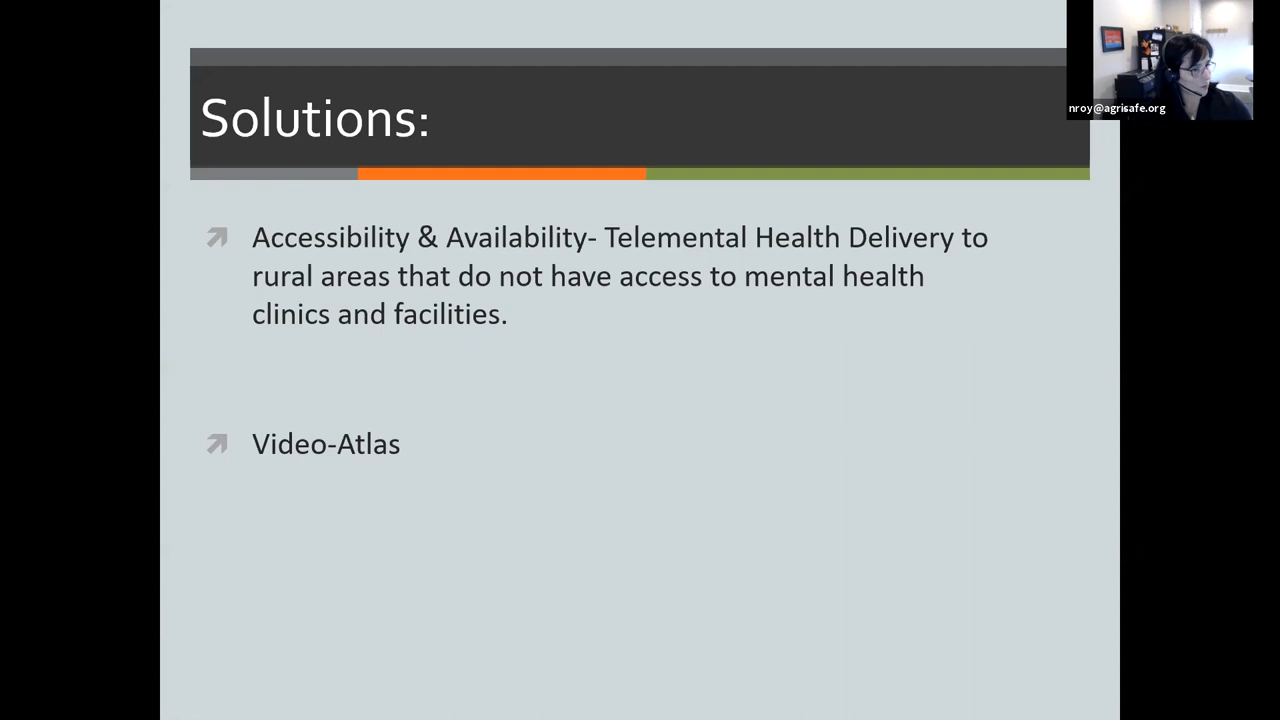 Solutions:
nroy@agrisafe.org
Accessibility & Availability- Telemental Health Delivery to
rural areas that do not have access to mental health
clinics and facilities.
Video-Atlas